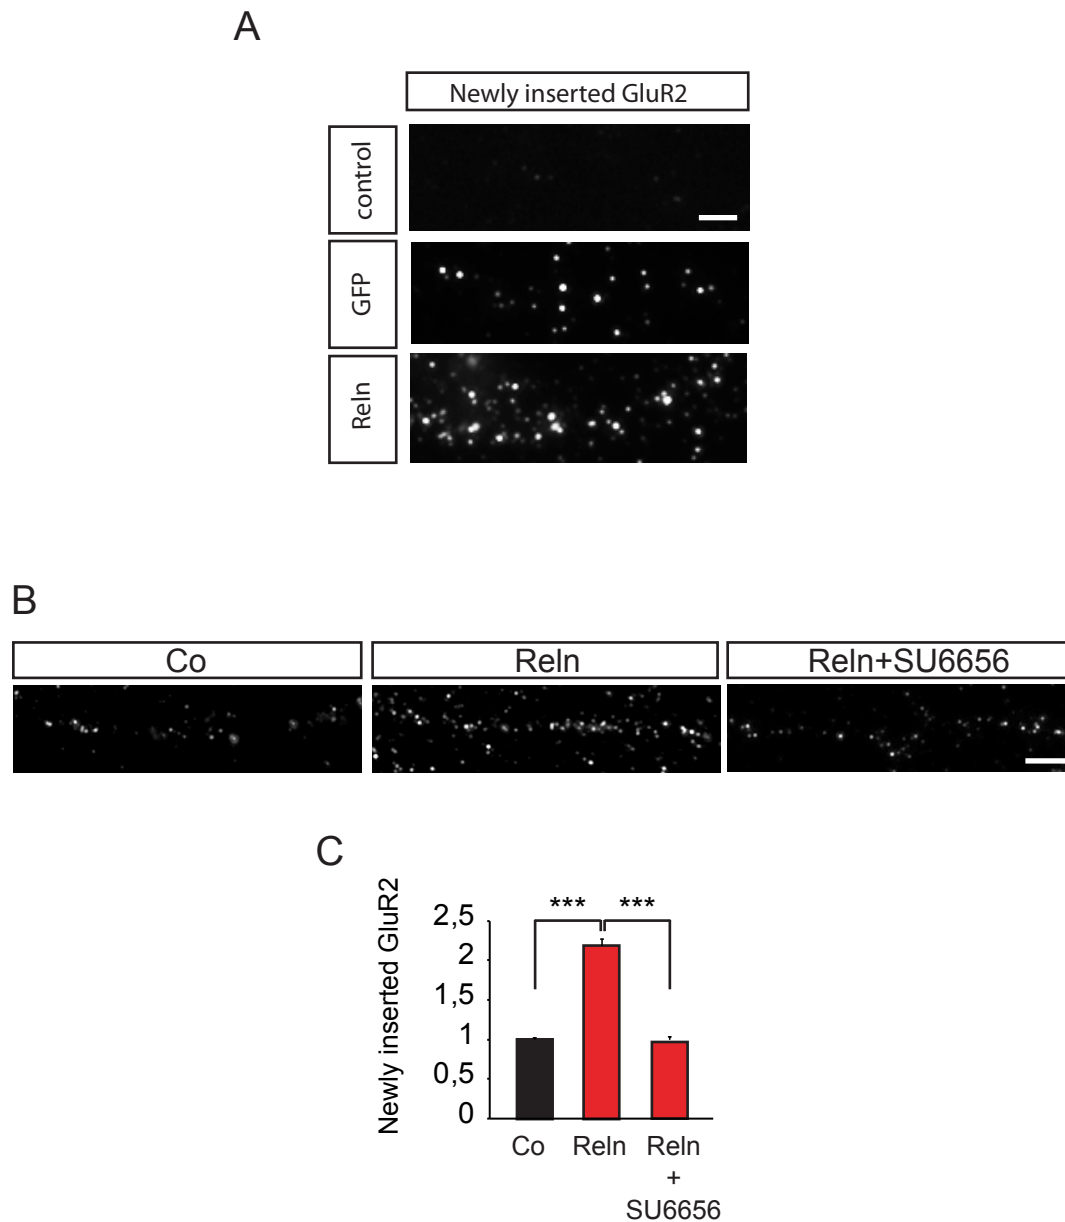 A
Newly inserted GluR2
control
GFP
Reln
B
Co
Reln
Reln+SU6656
C
Newly inserted GluR2
*** ***
2,5
2
1,5
1
0,5
0
Co Reln Reln
+
SU6656